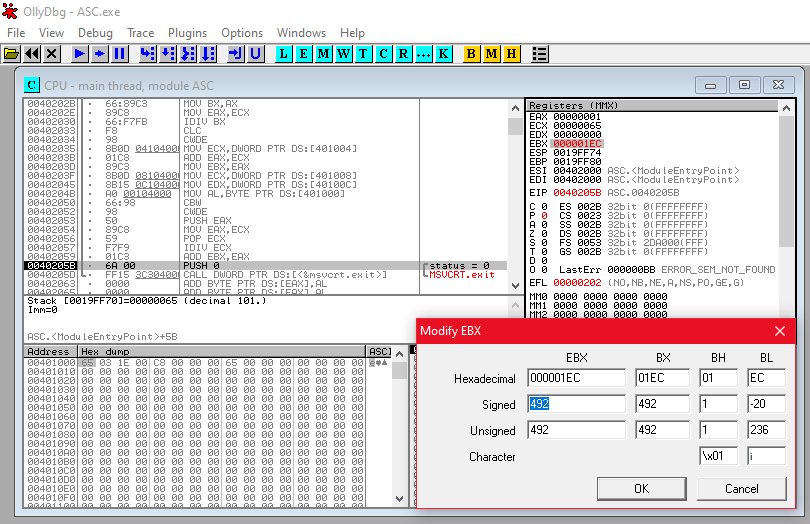 OllyDbg - ASC.exe
File View Debug Trace Plugins Options Windows Help
L E M W T C R ... K B M H
C CPU - main thread, module ASC
0040202B · 66:89C3 MOV BX,AX
0040202E · 89C8 MOV EAX,ECX
00402030 · 66:F7FB IDIV BX
00402033 · F8 CLC
00402034 · 98 CWDE
00402035 · 8B0D 04104000 MOV ECX,DWORD PTR DS:[401004]
0040203B · 01C8 ADD EAX,ECX
0040203D · 89C3 MOV EBX,EAX
0040203F · 8B0D 08104000 MOV ECX,DWORD PTR DS:[401008]
00402045 · 8B15 0C104000 MOV EDX,DWORD PTR DS:[40100C]
0040204B · A0 00104000 MOV AL,BYTE PTR DS:[401000]
00402050 · 66:98 CBW
00402052 · 98 CWDE
00402053 · 50 PUSH EAX
00402054 · 89C8 MOV EAX,ECX
00402056 · 59 POP ECX
00402057 · F7F9 IDIV ECX
00402059 · 01C3 ADD EBX,EAX
0040205B · 6A 00 PUSH 0 status = 0
0040205D · FF15 3C304000 CALL DWORD PTR DS:[<&msvcrt.exit>] MSVCRT.exit
00402063 0000 ADD BYTE PTR DS:[EAX],AL
00402065 0000 ADD BYTE PTR DS:[EAX],AL
Registers (MMX)
EAX 00000001
ECX 00000065
EDX 00000000
EBX 000001EC
ESP 0019FF74
EBP 0019FF80
ESI 00402000 ASC.<ModuleEntryPoint>
EDI 00402000 ASC.<ModuleEntryPoint>
EIP 0040205B ASC.0040205B
C 0 ES 002B 32bit 0(FFFFFFFF)
P 0 CS 0023 32bit 0(FFFFFFFF)
A 0 SS 002B 32bit 0(FFFFFFFF)
Z 0 DS 002B 32bit 0(FFFFFFFF)
S 0 FS 0053 32bit 2DA000(FFF)
T 0 GS 002B 32bit 0(FFFFFFFF)
D 0
O 0 LastErr 000000BB ERROR_SEM_NOT_FOUND
EFL 00000202 (NO,NB,NE,A,NS,PO,GE,G)
MM0 0000 0000 0000 0000
MM1 0000 0000 0000 0000
MM2 0000 0000 0000 0000
Stack [0019FF70]=00000065 (decimal 101.)
Imm=0
ASC.<ModuleEntryPoint>+5B
Address Hex dump ASCI
00401000 65 03 1E 00 C8 00 00 00 65 00 00 00 00 00 00 00 e♥▲
00401010 00 00 00 00 00 00 00 00 00 00 00 00 00 00 00 00
00401020 00 00 00 00 00 00 00 00 00 00 00 00 00 00 00 00
00401030 00 00 00 00 00 00 00 00 00 00 00 00 00 00 00 00
00401040 00 00 00 00 00 00 00 00 00 00 00 00 00 00 00 00
00401050 00 00 00 00 00 00 00 00 00 00 00 00 00 00 00 00
00401060 00 00 00 00 00 00 00 00 00 00 00 00 00 00 00 00
00401070 00 00 00 00 00 00 00 00 00 00 00 00 00 00 00 00
00401080 00 00 00 00 00 00 00 00 00 00 00 00 00 00 00 00
00401090 00 00 00 00 00 00 00 00 00 00 00 00 00 00 00 00
004010A0 00 00 00 00 00 00 00 00 00 00 00 00 00 00 00 00
004010B0 00 00 00 00 00 00 00 00 00 00 00 00 00 00 00 00
004010C0 00 00 00 00 00 00 00 00 00 00 00 00 00 00 00 00
004010D0 00 00 00 00 00 00 00 00 00 00 00 00 00 00 00 00
004010E0 00 00 00 00 00 00 00 00 00 00 00 00 00 00 00 00
004010F0 00 00 00 00 00 00 00 00 00 00 00 00 00 00 00 00
Modify EBX
EBX BX BH BL
Hexadecimal 000001EC 01EC 01 EC
Signed 492 492 1 -20
Unsigned 492 492 1 236
Character \x01 ì
OK Cancel